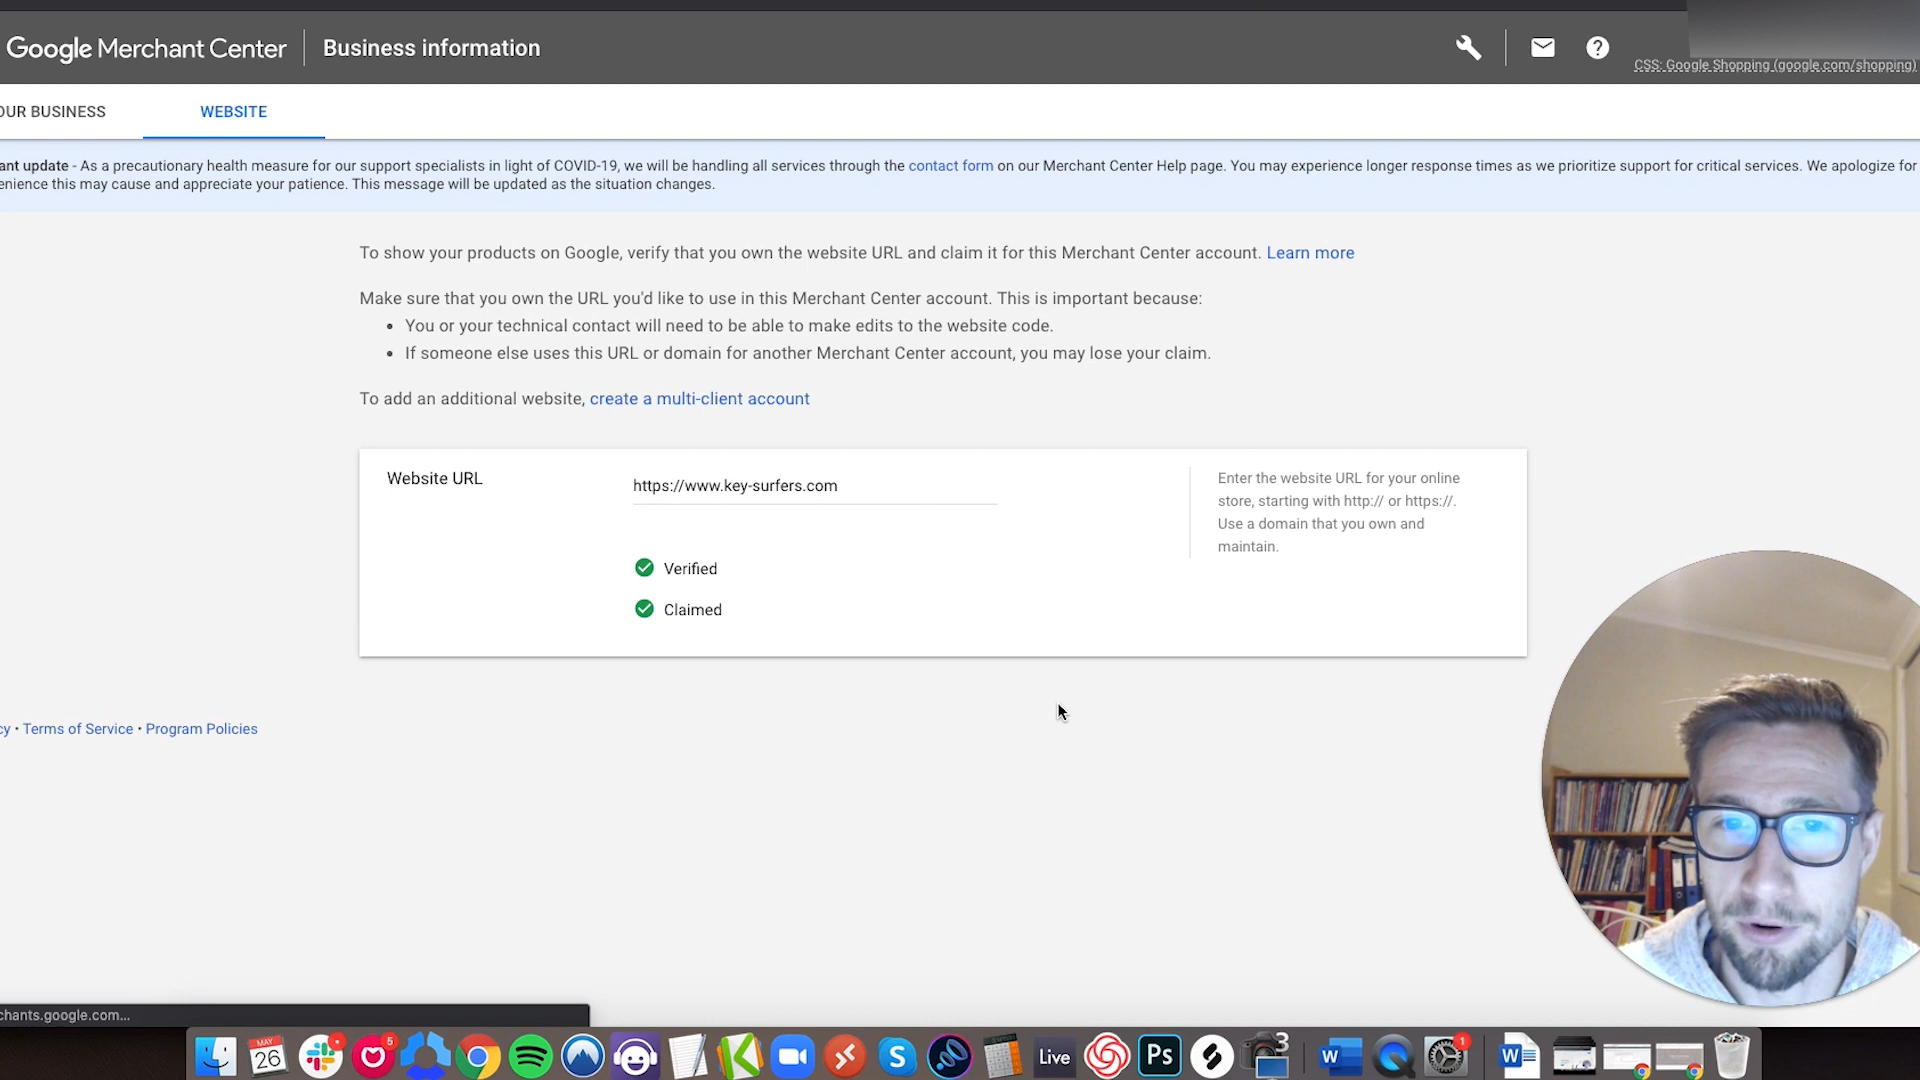 Google Merchant Center
Business information
CSS: Google Shopping (google.com/shopping)
OUR BUSINESS
WEBSITE
ant update - As a precautionary health measure for our support specialists in light of COVID-19, we will be handling all services through the contact form on our Merchant Center Help page. You may experience longer response times as we prioritize support for critical services. We apologize for
enience this may cause and appreciate your patience. This message will be updated as the situation changes.
To show your products on Google, verify that you own the website URL and claim it for this Merchant Center account. Learn more
Make sure that you own the URL you'd like to use in this Merchant Center account. This is important because:
• You or your technical contact will need to be able to make edits to the website code.
• If someone else uses this URL or domain for another Merchant Center account, you may lose your claim.
To add an additional website, create a multi-client account
Website URL
https://www.key-surfers.com
Verified
Claimed
Enter the website URL for your online
store, starting with http:// or https://.
Use a domain that you own and
maintain.
cy • Terms of Service • Program Policies
chants.google.com...
MAY
26
5
S
Live
Ps
3
W
1
W